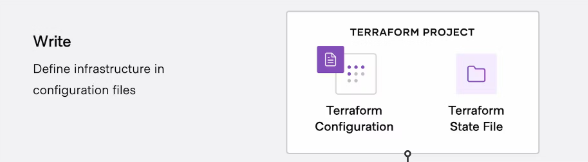 Write
Define infrastructure in
configuration files
TERRAFORM PROJECT
Terraform
Configuration
Terraform
State File